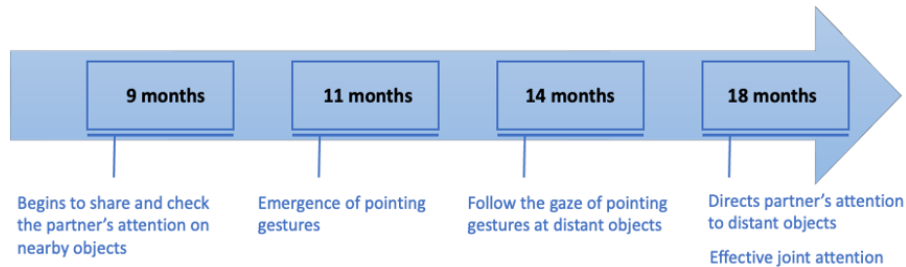 9 months
11 months
14 months
18 months
Begins to share and check
the partner's attention on
nearby objects
Emergence of pointing
gestures
Follow the gaze of pointing
gestures at distant objects
Directs partner's attention
to distant objects
Effective joint attention